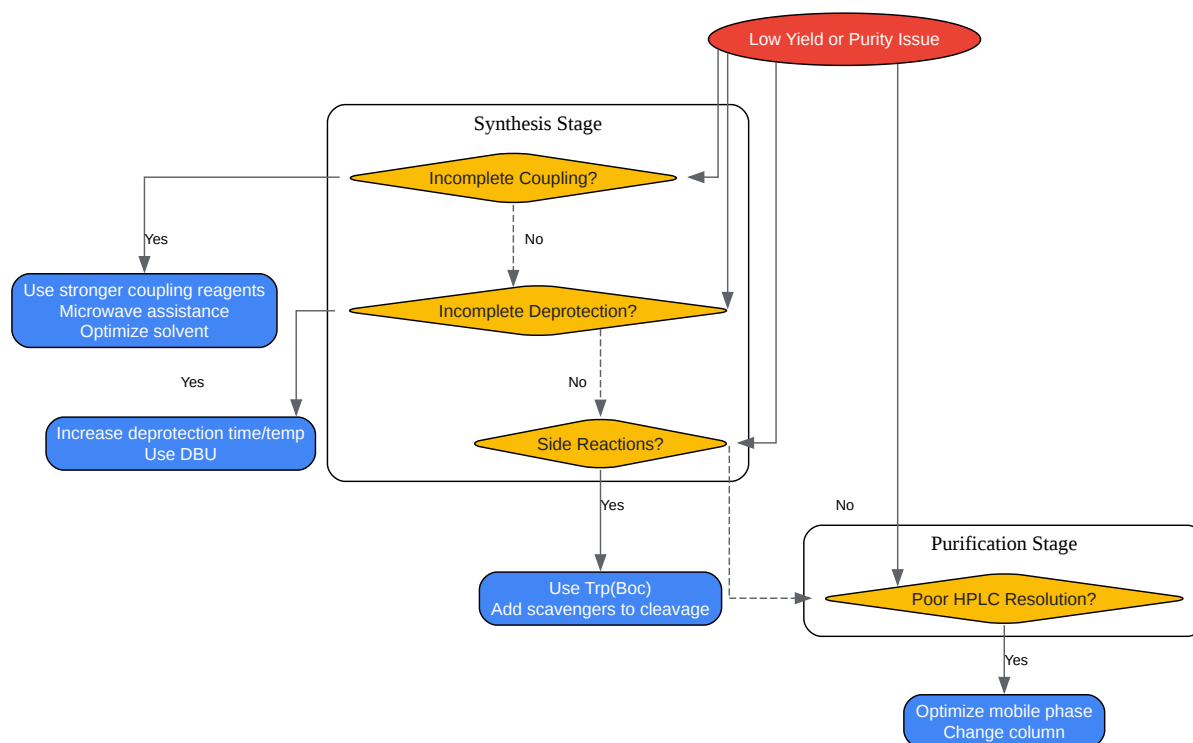 Low Yield or Purity Issue
Synthesis Stage
Incomplete Coupling?
Yes
No
Use stronger coupling reagents
Microwave assistance
Optimize solvent
Incomplete Deprotection?
Yes
No
Increase deprotection time/temp
Use DBU
Side Reactions?
Yes
No
Use Trp(Boc)
Add scavengers to cleavage
Purification Stage
Poor HPLC Resolution?
Yes
Optimize mobile phase
Change column